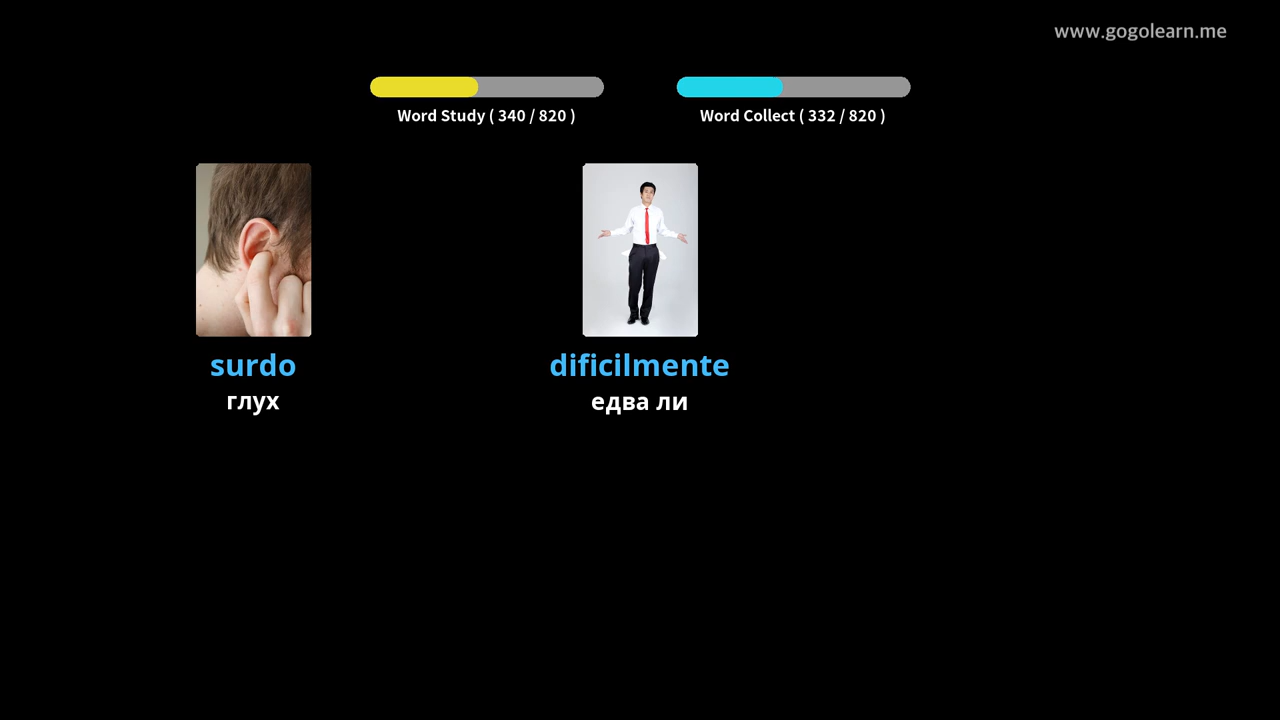 www.gogolearn.me
Word Study ( 340 / 820 )
Word Collect ( 332 / 820 )
surdo
глух
dificilmente
едва ли